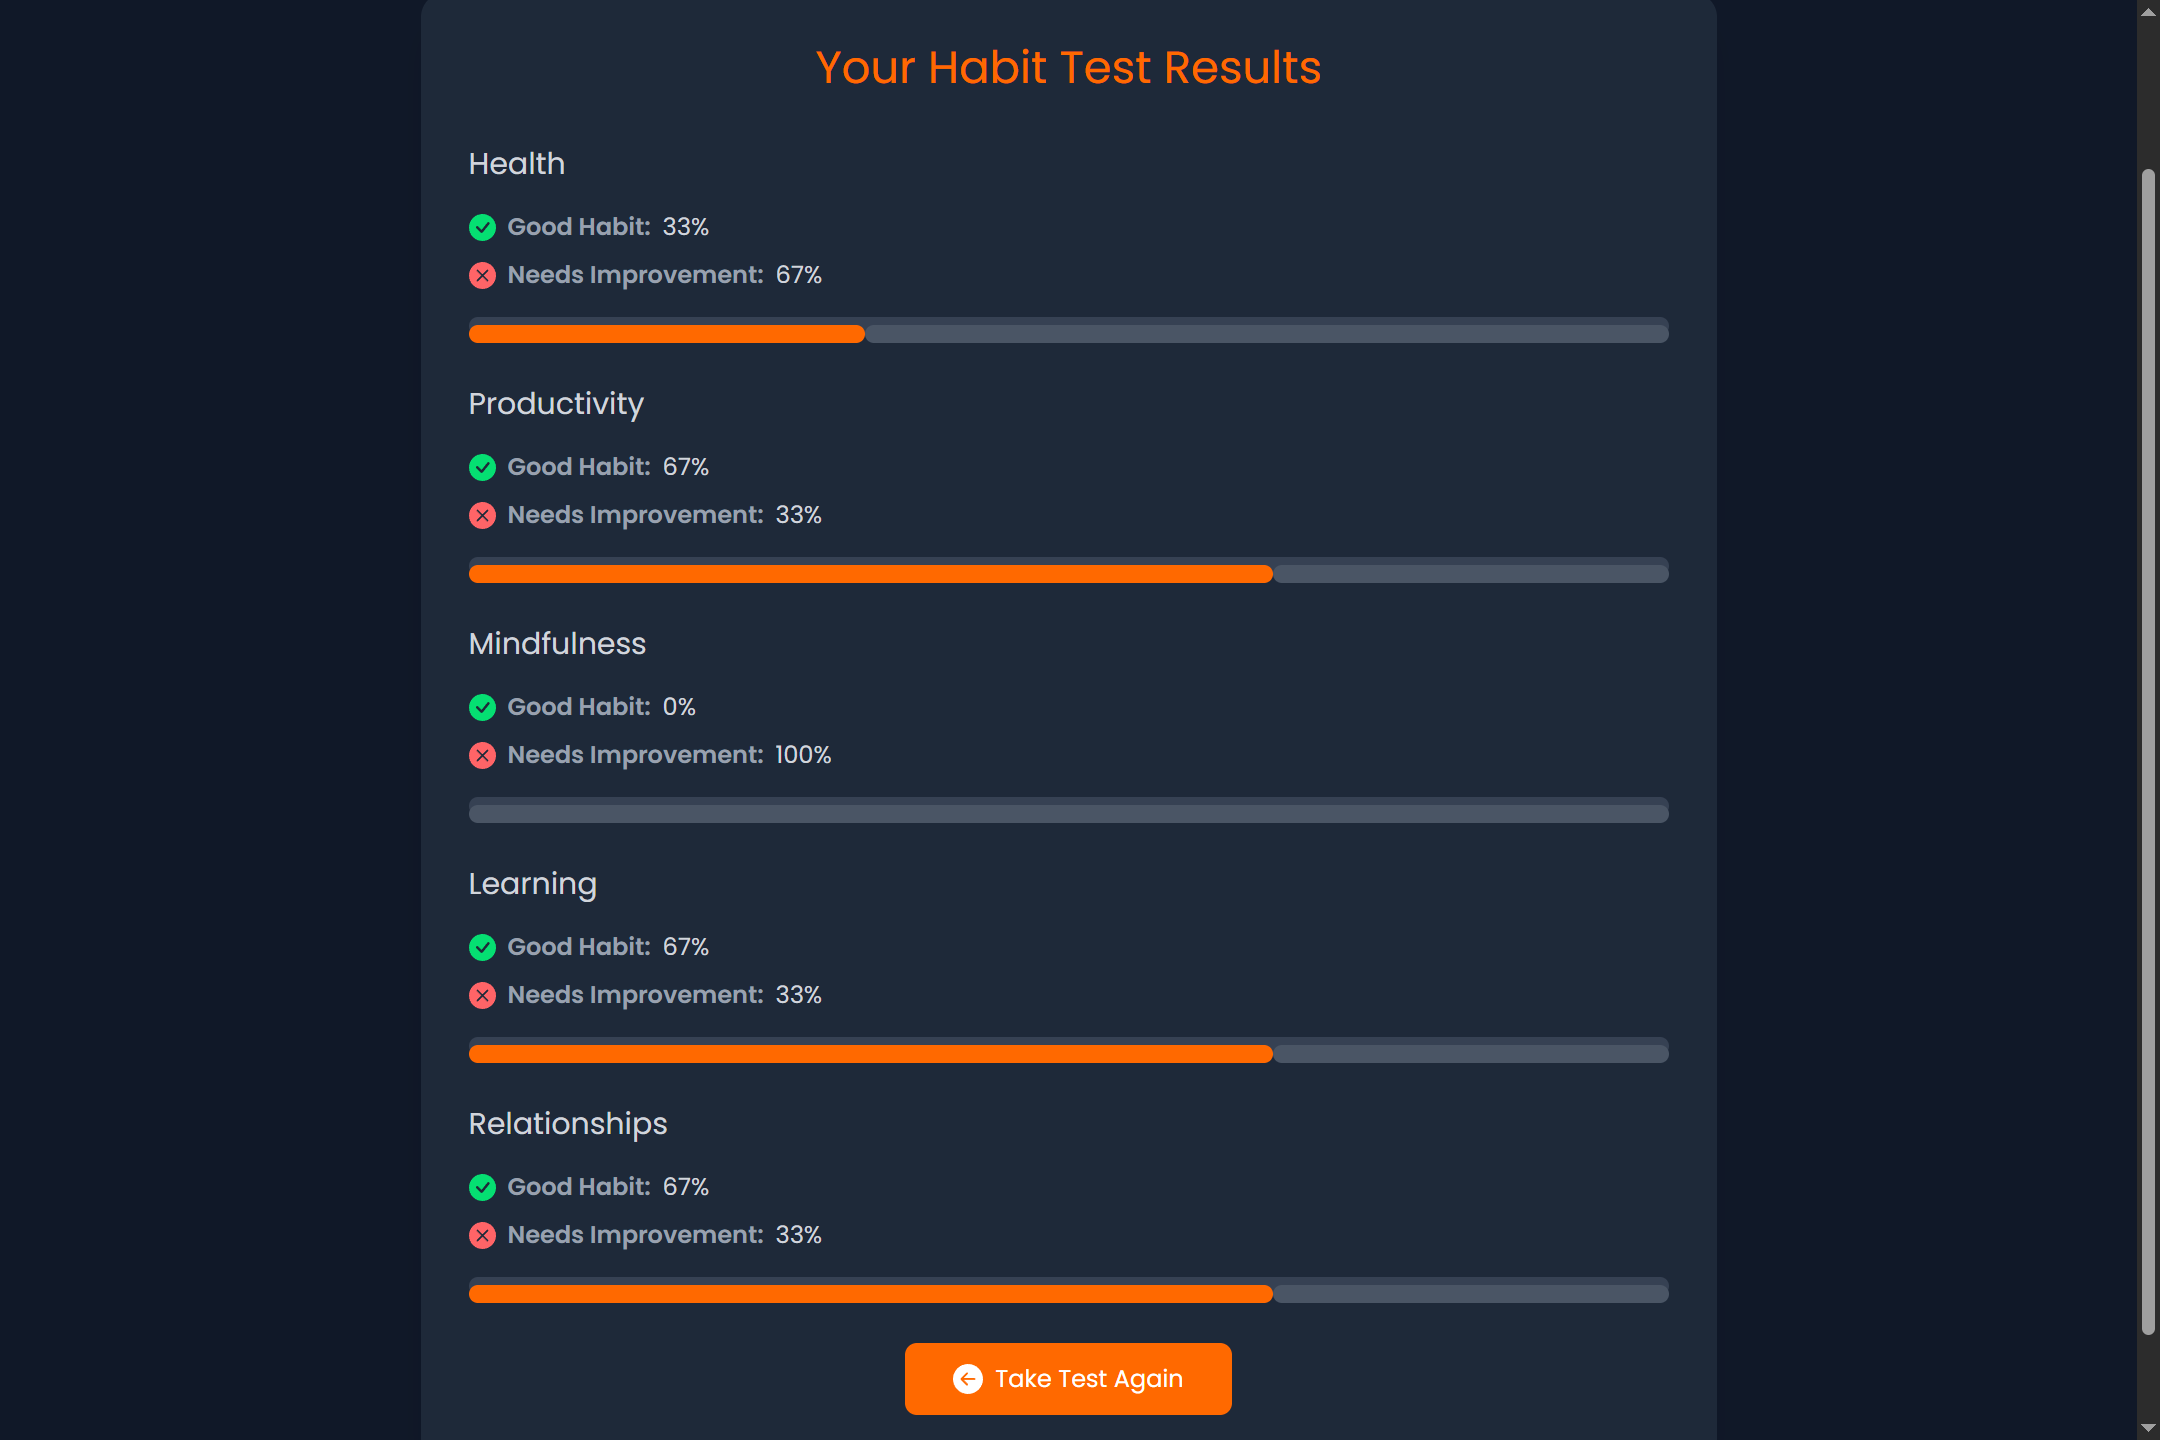 Your Habit Test Results
Health
Good Habit: 33%
Needs Improvement: 67%
Productivity
Good Habit: 67%
Needs Improvement: 33%
Mindfulness
Good Habit: 0%
Needs Improvement: 100%
Learning
Good Habit: 67%
Needs Improvement: 33%
Relationships
Good Habit: 67%
Needs Improvement: 33%
Take Test Again